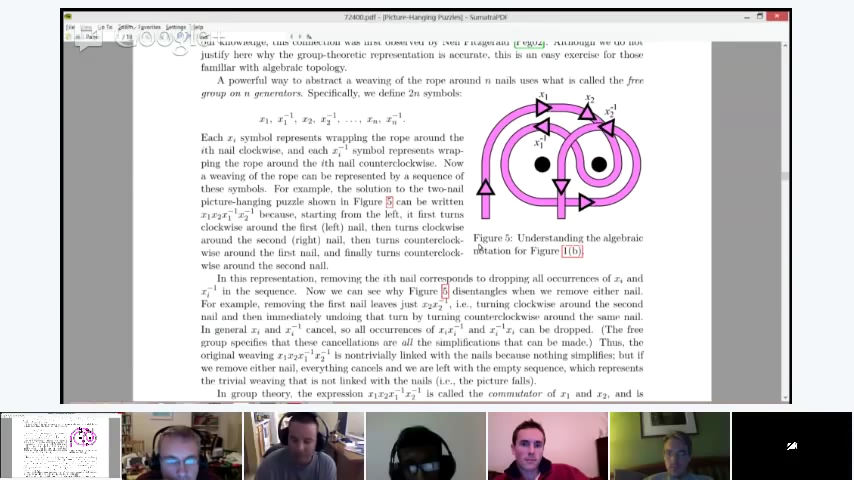 72400.pdf - [Picture-Hanging Puzzles] - SumatraPDF
our knowledge, this connection was first observed by Neil Fitzgerald [Feg02]. Although we do not
justify here why the group-theoretic representation is accurate, this is an easy exercise for those
familiar with algebraic topology.
A powerful way to abstract a weaving of the rope around n nails uses what is called the free
group on n generators. Specifically, we define 2n symbols:
x₁, x₁⁻¹, x₂, x₂⁻¹, . . . , xₙ, xₙ⁻¹.
Each xᵢ symbol represents wrapping the rope around the
ith nail clockwise, and each xᵢ⁻¹ symbol represents wrap-
ping the rope around the ith nail counterclockwise. Now
a weaving of the rope can be represented by a sequence of
these symbols. For example, the solution to the two-nail
picture-hanging puzzle shown in Figure 5 can be written
x₁x₂x₁⁻¹x₂⁻¹ because, starting from the left, it first turns
clockwise around the first (left) nail, then turns clockwise
around the second (right) nail, then turns counterclock-
wise around the first nail, and finally turns counterclock-
wise around the second nail.
x₁
x₂
x₂⁻¹
x₁⁻¹
Figure 5: Understanding the algebraic
notation for Figure 1(b).
In this representation, removing the ith nail corresponds to dropping all occurrences of xᵢ and
xᵢ⁻¹ in the sequence. Now we can see why Figure 5 disentangles when we remove either nail.
For example, removing the first nail leaves just x₂x₂⁻¹, i.e., turning clockwise around the second
nail and then immediately undoing that turn by turning counterclockwise around the same nail.
In general xᵢ and xᵢ⁻¹ cancel, so all occurrences of xᵢxᵢ⁻¹ and xᵢ⁻¹xᵢ can be dropped. (The free
group specifies that these cancellations are all the simplifications that can be made.) Thus, the
original weaving x₁x₂x₁⁻¹x₂⁻¹ is nontrivially linked with the nails because nothing simplifies; but if
we remove either nail, everything cancels and we are left with the empty sequence, which represents
the trivial weaving that is not linked with the nails (i.e., the picture falls).
In group theory, the expression x₁x₂x₁⁻¹x₂⁻¹ is called the commutator of x₁ and x₂, and is